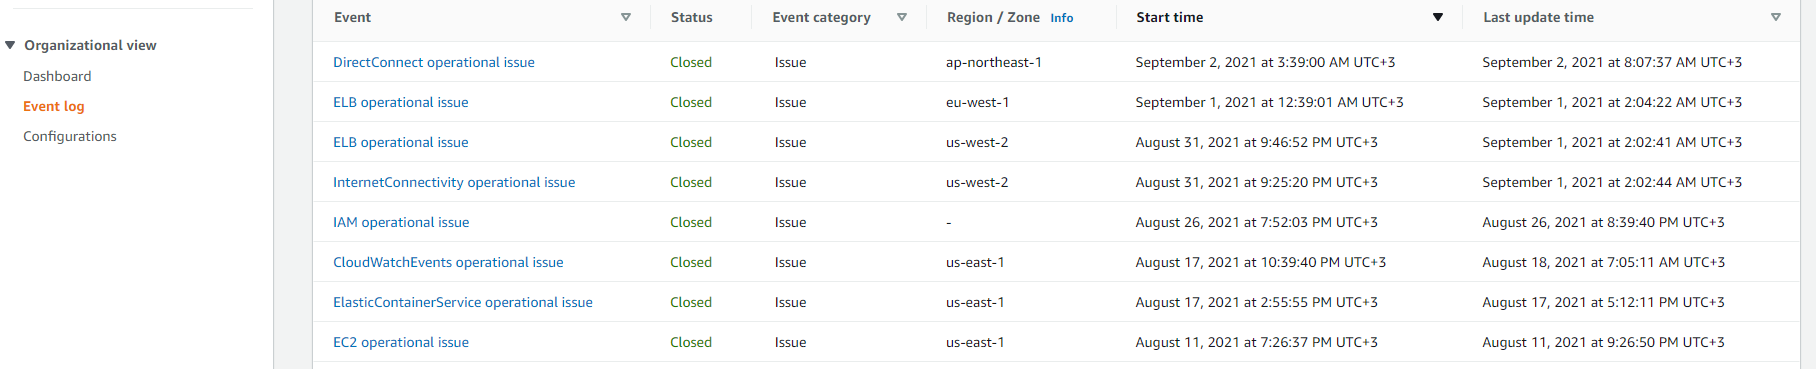 Event Status Event category Region / Zone Info Start time Last update time
Organizational view
Dashboard
Event log
Configurations
DirectConnect operational issue Closed Issue ap-northeast-1 September 2, 2021 at 3:39:00 AM UTC+3 September 2, 2021 at 8:07:37 AM UTC+3
ELB operational issue Closed Issue eu-west-1 September 1, 2021 at 12:39:01 AM UTC+3 September 1, 2021 at 2:04:22 AM UTC+3
ELB operational issue Closed Issue us-west-2 August 31, 2021 at 9:46:52 PM UTC+3 September 1, 2021 at 2:02:41 AM UTC+3
InternetConnectivity operational issue Closed Issue us-west-2 August 31, 2021 at 9:25:20 PM UTC+3 September 1, 2021 at 2:02:44 AM UTC+3
IAM operational issue Closed Issue - August 26, 2021 at 7:52:03 PM UTC+3 August 26, 2021 at 8:39:40 PM UTC+3
CloudWatchEvents operational issue Closed Issue us-east-1 August 17, 2021 at 10:39:40 PM UTC+3 August 18, 2021 at 7:05:11 AM UTC+3
ElasticContainerService operational issue Closed Issue us-east-1 August 17, 2021 at 2:55:55 PM UTC+3 August 17, 2021 at 5:12:11 PM UTC+3
EC2 operational issue Closed Issue us-east-1 August 11, 2021 at 7:26:37 PM UTC+3 August 11, 2021 at 9:26:50 PM UTC+3